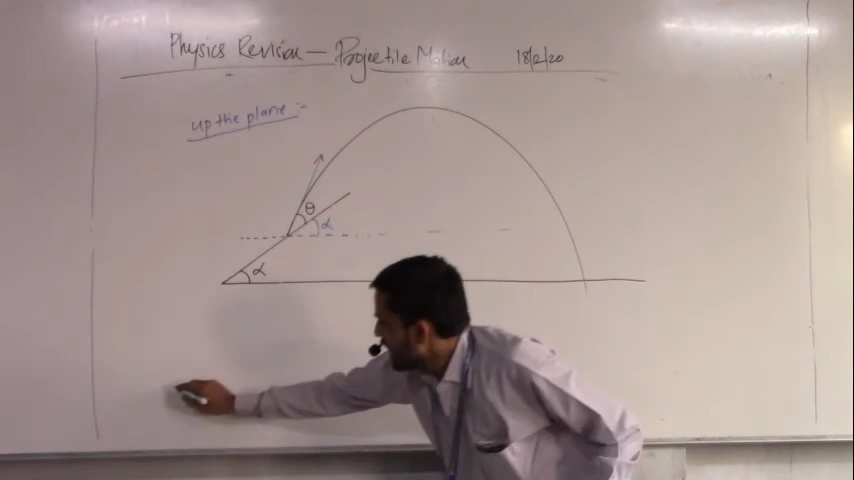 Physics Revision — Projectile Motion 18/2/20
up the plane :-
θ
α
α